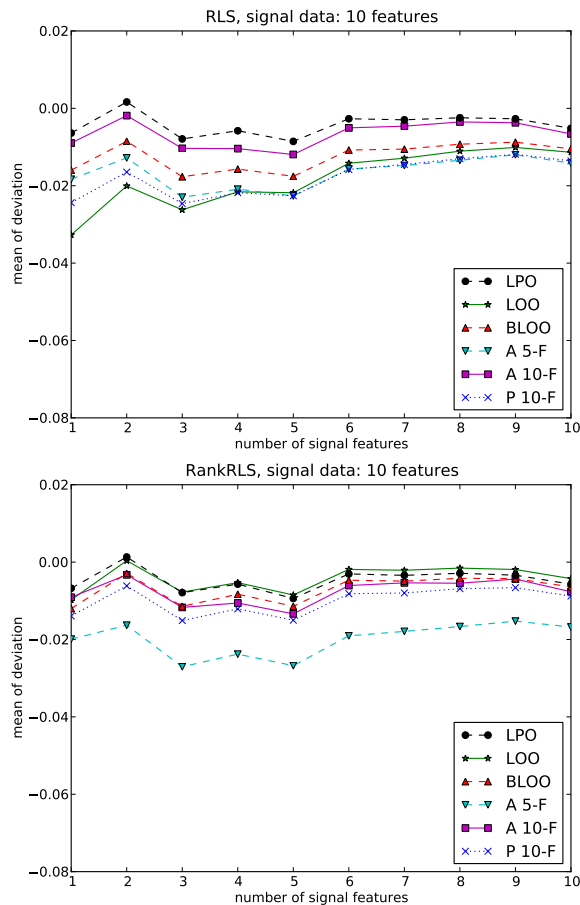 RLS, signal data: 10 features
0.02
0.00
−0.02
−0.04
−0.06
−0.08
mean of deviation
LPO
LOO
BLOO
A 5-F
A 10-F
P 10-F
1 2 3 4 5 6 7 8 9 10
number of signal features
RankRLS, signal data: 10 features
0.02
0.00
−0.02
−0.04
−0.06
−0.08
mean of deviation
LPO
LOO
BLOO
A 5-F
A 10-F
P 10-F
1 2 3 4 5 6 7 8 9 10
number of signal features